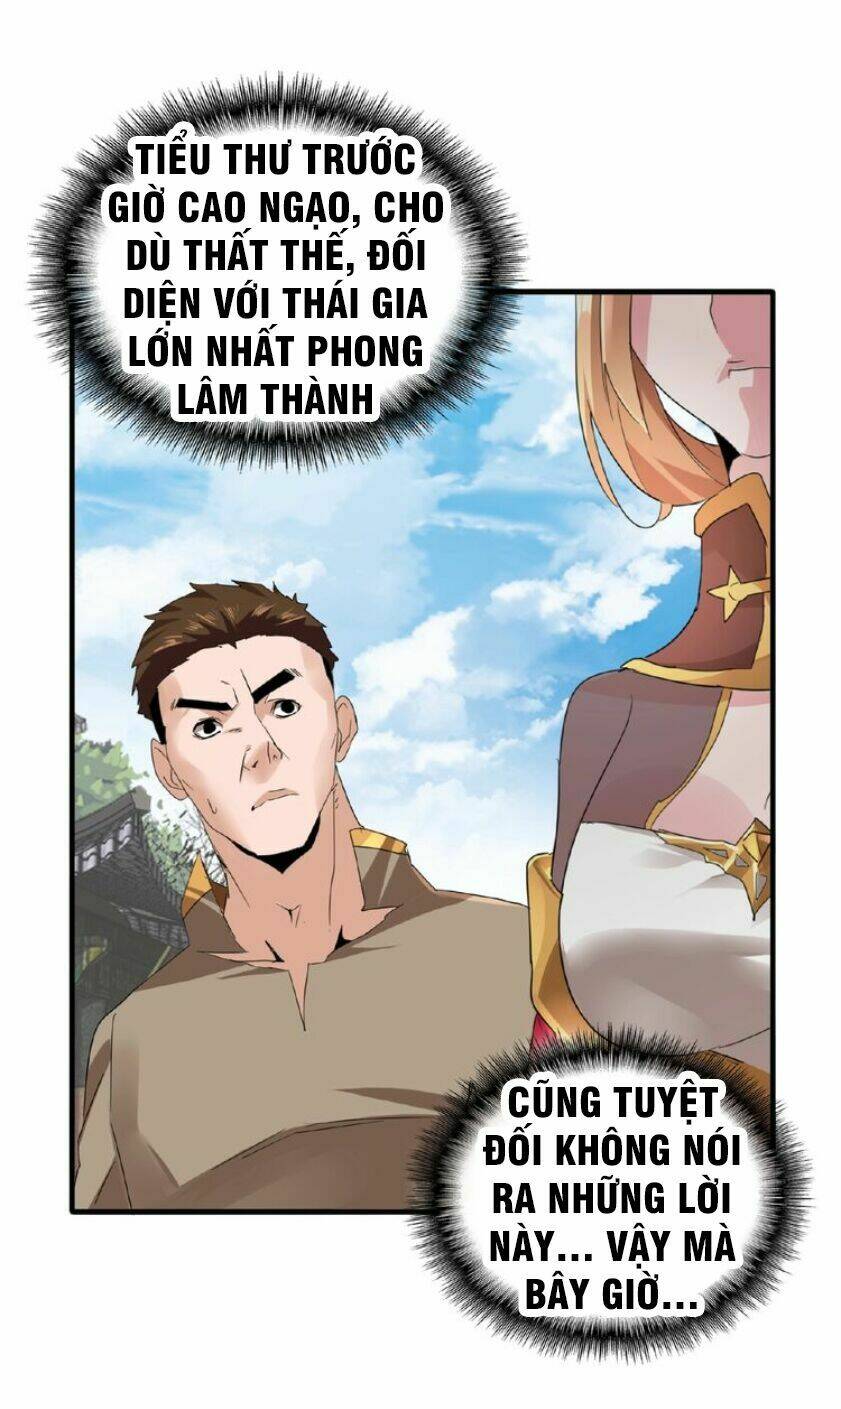 TIỂU THƯ TRƯỚC
GIỜ CAO NGẠO, CHO
DÙ THẤT THẾ, ĐỐI
DIỆN VỚI THÁI GIA
LỚN NHẤT PHONG
LÂM THÀNH
CŨNG TUYỆT
ĐỐI KHÔNG NÓI
RA NHỮNG LỜI
NÀY... VẬY MÀ
BÂY GIỜ...